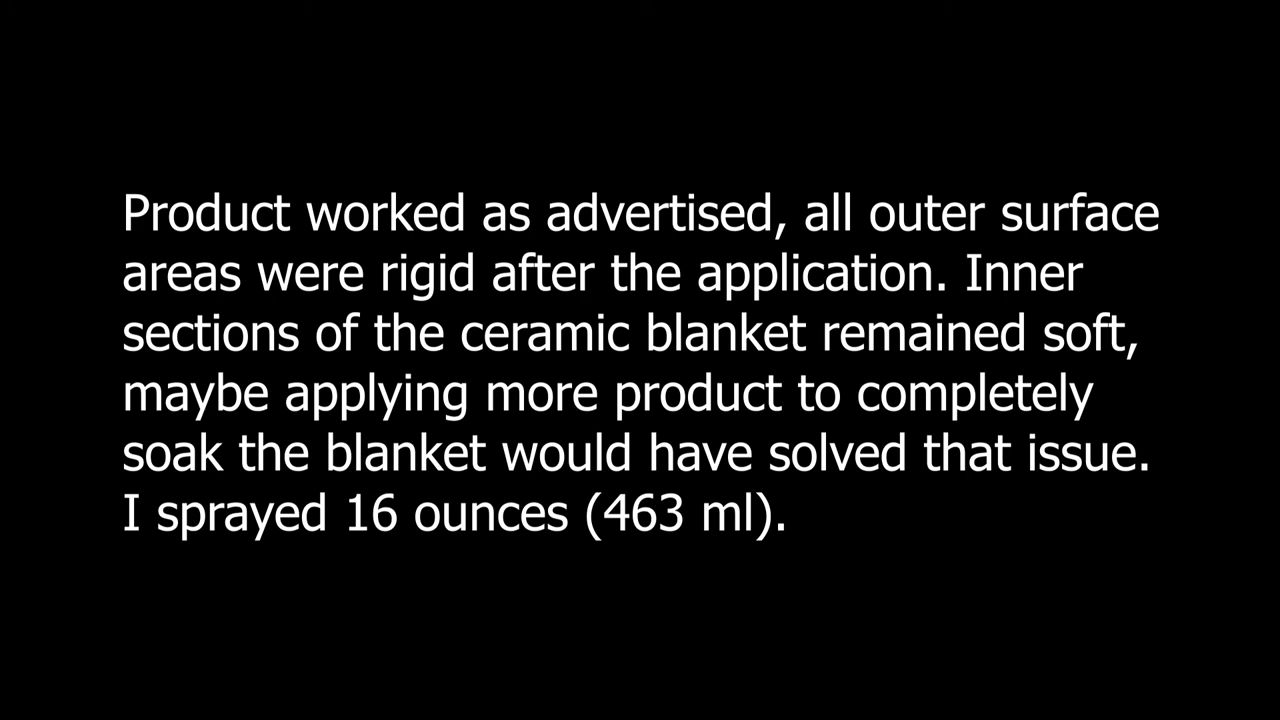 Product worked as advertised, all outer surface
areas were rigid after the application. Inner
sections of the ceramic blanket remained soft,
maybe applying more product to completely
soak the blanket would have solved that issue.
I sprayed 16 ounces (463 ml).